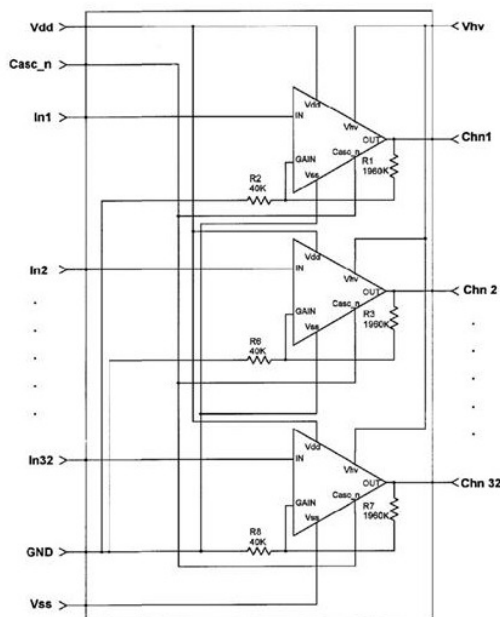 Vdd
Vhv
Casc_n
In1
Vdd
IN
Vhv
OUT
Chn1
GAIN
Casc_n
Vss
R1
1960K
R2
40K
In2
Vdd
IN
Vhv
OUT
Chn 2
GAIN
Casc_n
Vss
R3
1960K
R6
40K
In32
Vdd
IN
Vhv
OUT
Chn 32
GAIN
Casc_n
Vss
R7
1960K
R8
40K
GND
Vss